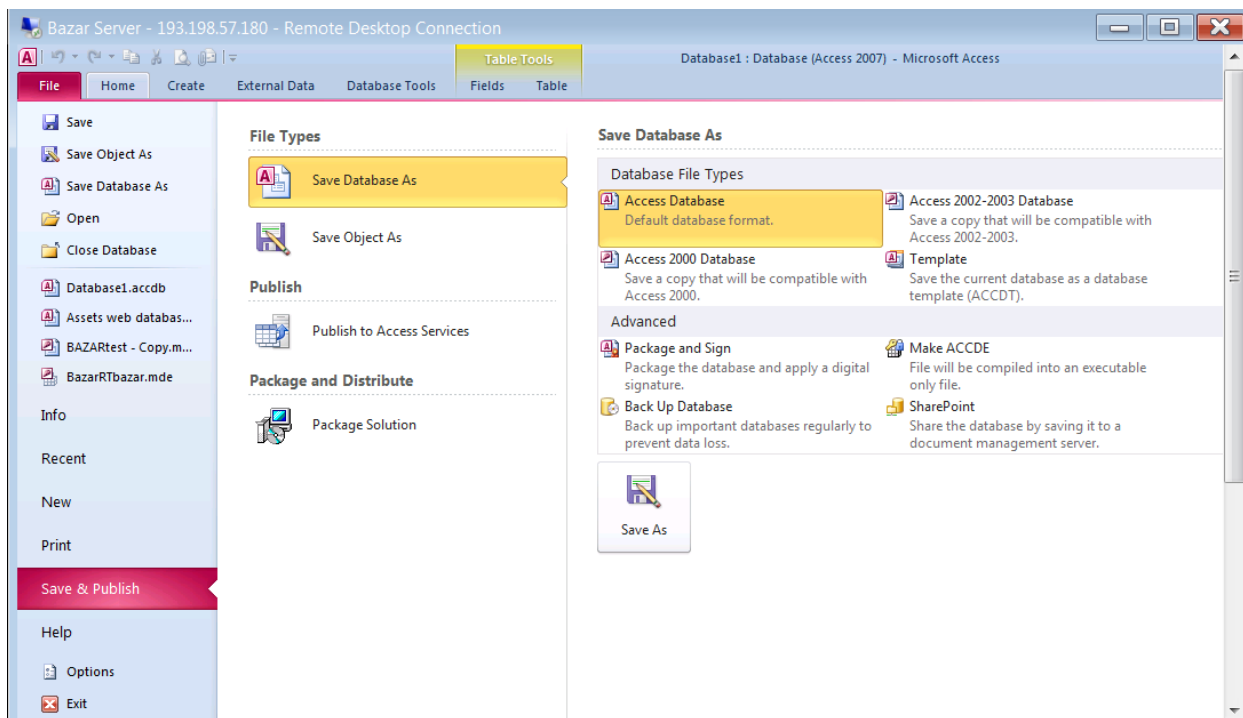 Bazar Server - 193.198.57.180 - Remote Desktop Connection
Table Tools
Database1 : Database (Access 2007) - Microsoft Access
File Home Create External Data Database Tools Fields Table
Save
Save Object As
Save Database As
Open
Close Database
Database1.accdb
Assets web databas...
BAZARtest - Copy.m...
BazarRTbazar.mde
Info
Recent
New
Print
Save & Publish
Help
Options
Exit
File Types
Save Database As
Save Object As
Publish
Publish to Access Services
Package and Distribute
Package Solution
Save Database As
Database File Types
Access Database
Default database format.
Access 2002-2003 Database
Save a copy that will be compatible with
Access 2002-2003.
Access 2000 Database
Save a copy that will be compatible with
Access 2000.
Template
Save the current database as a database
template (ACCDT).
Advanced
Package and Sign
Package the database and apply a digital
signature.
Make ACCDE
File will be compiled into an executable
only file.
Back Up Database
Back up important databases regularly to
prevent data loss.
SharePoint
Share the database by saving it to a
document management server.
Save As